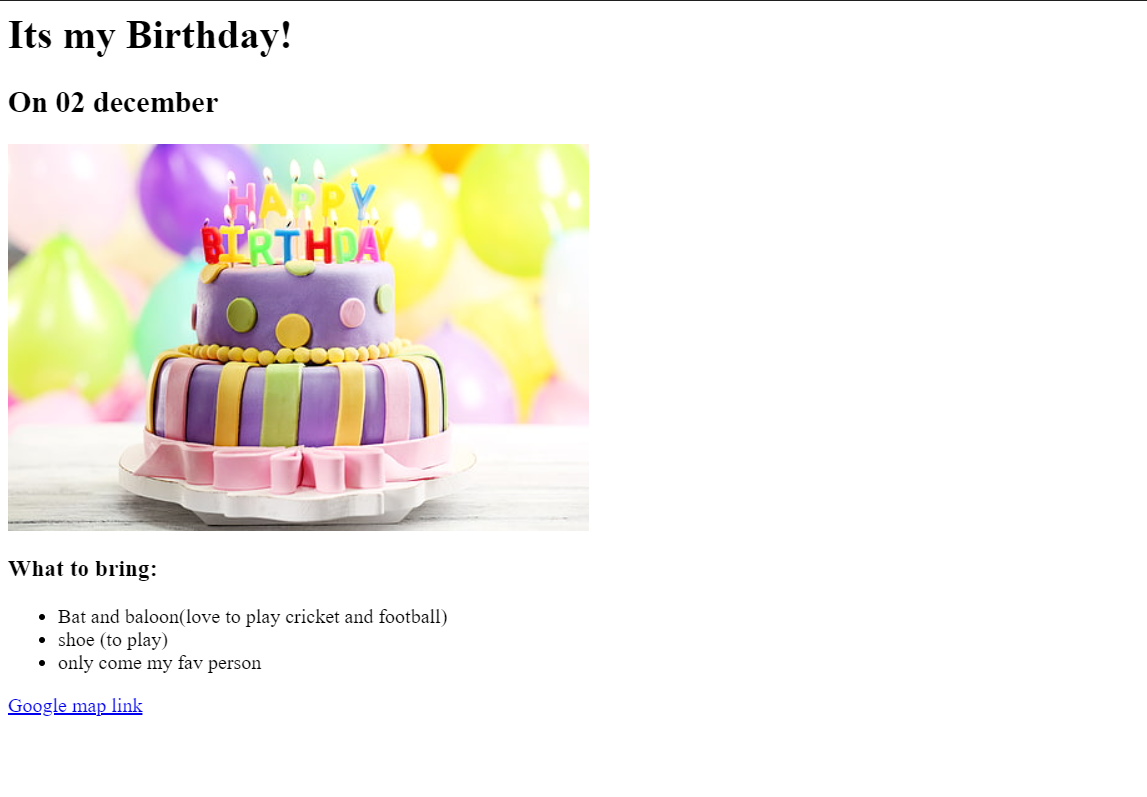 Its my Birthday!
On 02 december
HAPPY
BIRTHDAY
What to bring:
Bat and baloon(love to play cricket and football)
shoe (to play)
only come my fav person
Google map link